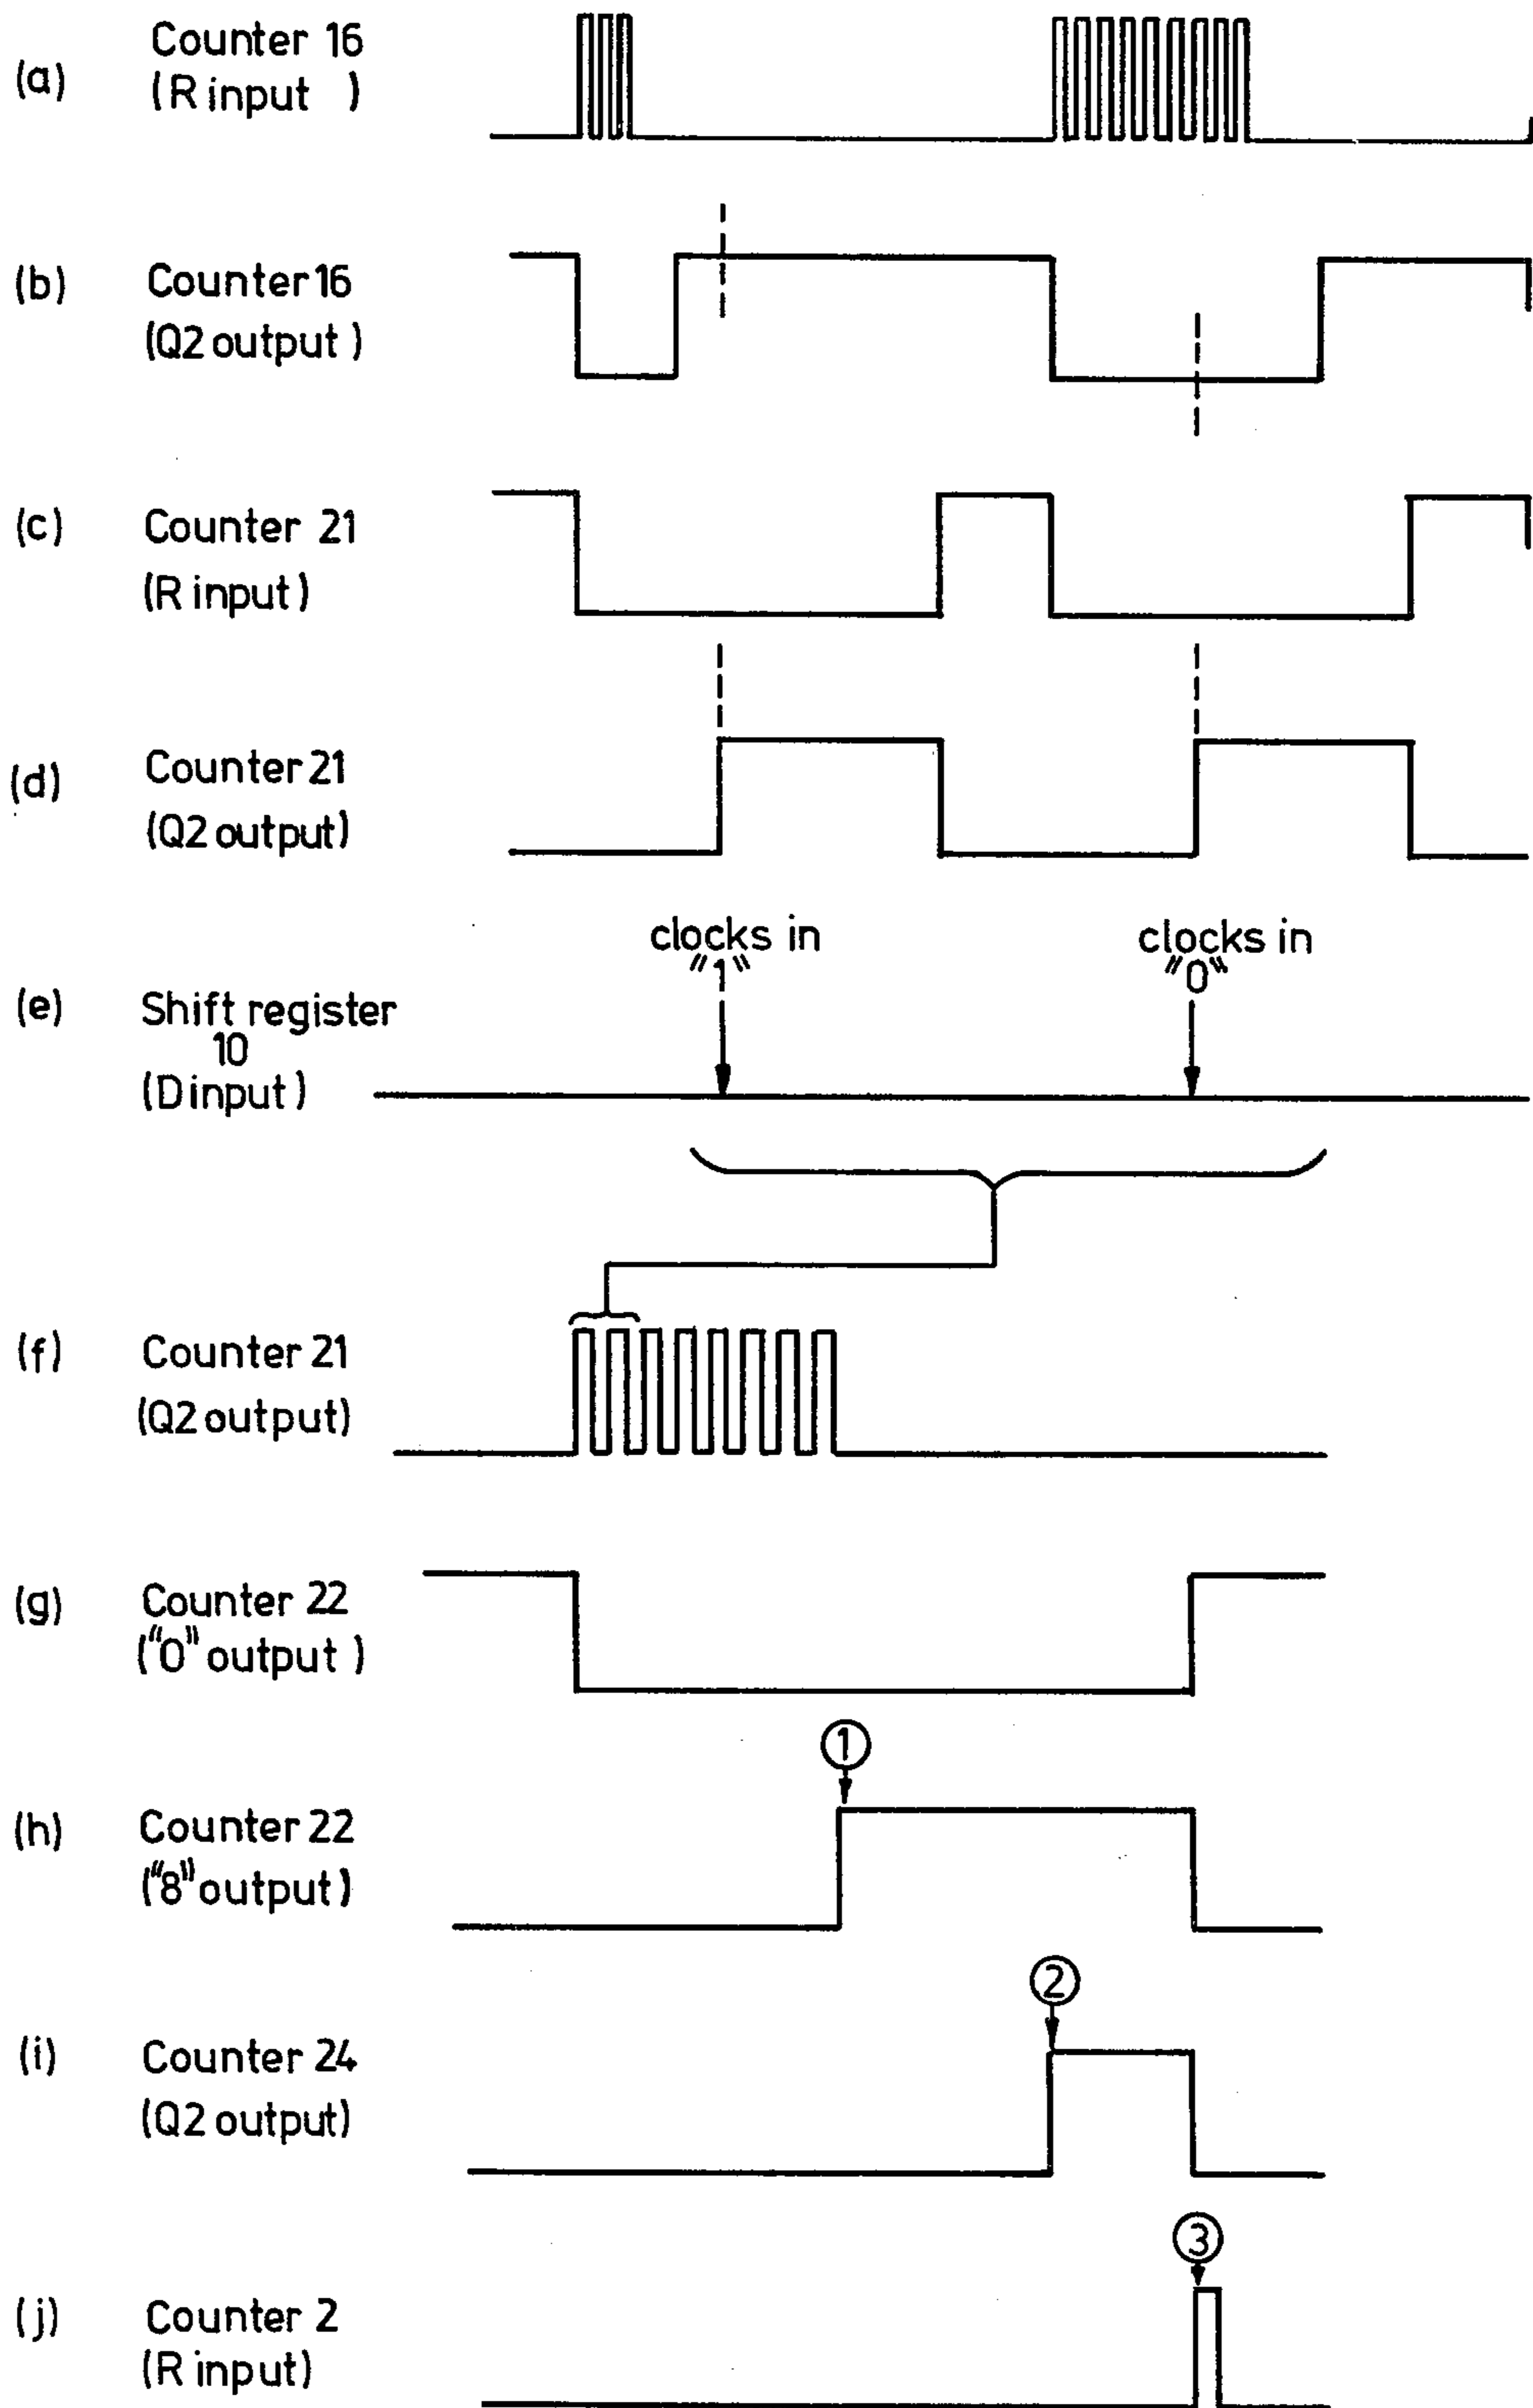 (a) Counter 16
(R input )
(b) Counter 16
(Q2 output )
(c) Counter 21
(R input)
(d) Counter 21
(Q2 output)
clocks in
"1"
clocks in
"0"
(e) Shift register
10
(D input)
(f) Counter 21
(Q2 output)
(g) Counter 22
("0" output )
1
(h) Counter 22
("8" output)
2
(i) Counter 24
(Q2 output)
3
(j) Counter 2
(R input)